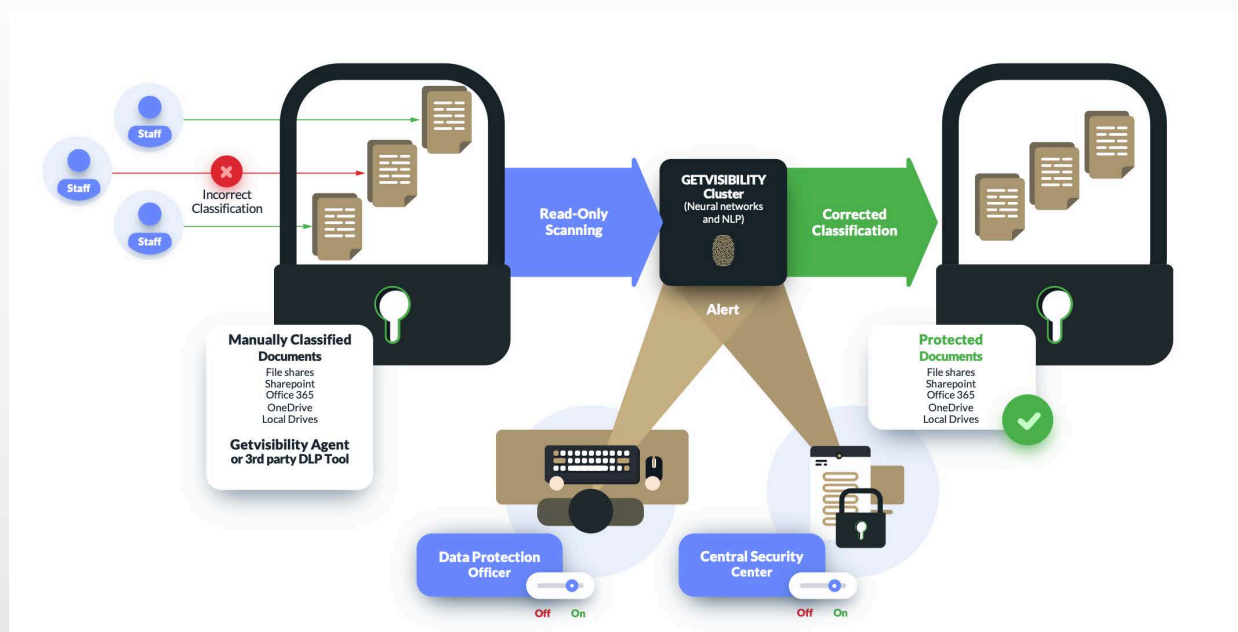 Staff
Staff
Staff
Incorrect
Classification
Manually Classified
Documents
File shares
Sharepoint
Office 365
OneDrive
Local Drives
Getvisibility Agent
or 3rd party DLP Tool
Read-Only
Scanning
GETVISIBILITY
Cluster
(Neural networks
and NLP)
Corrected
Classification
Alert
Protected
Documents
File shares
Sharepoint
Office 365
OneDrive
Local Drives
Data Protection
Officer
Off On
Central Security
Center
Off On